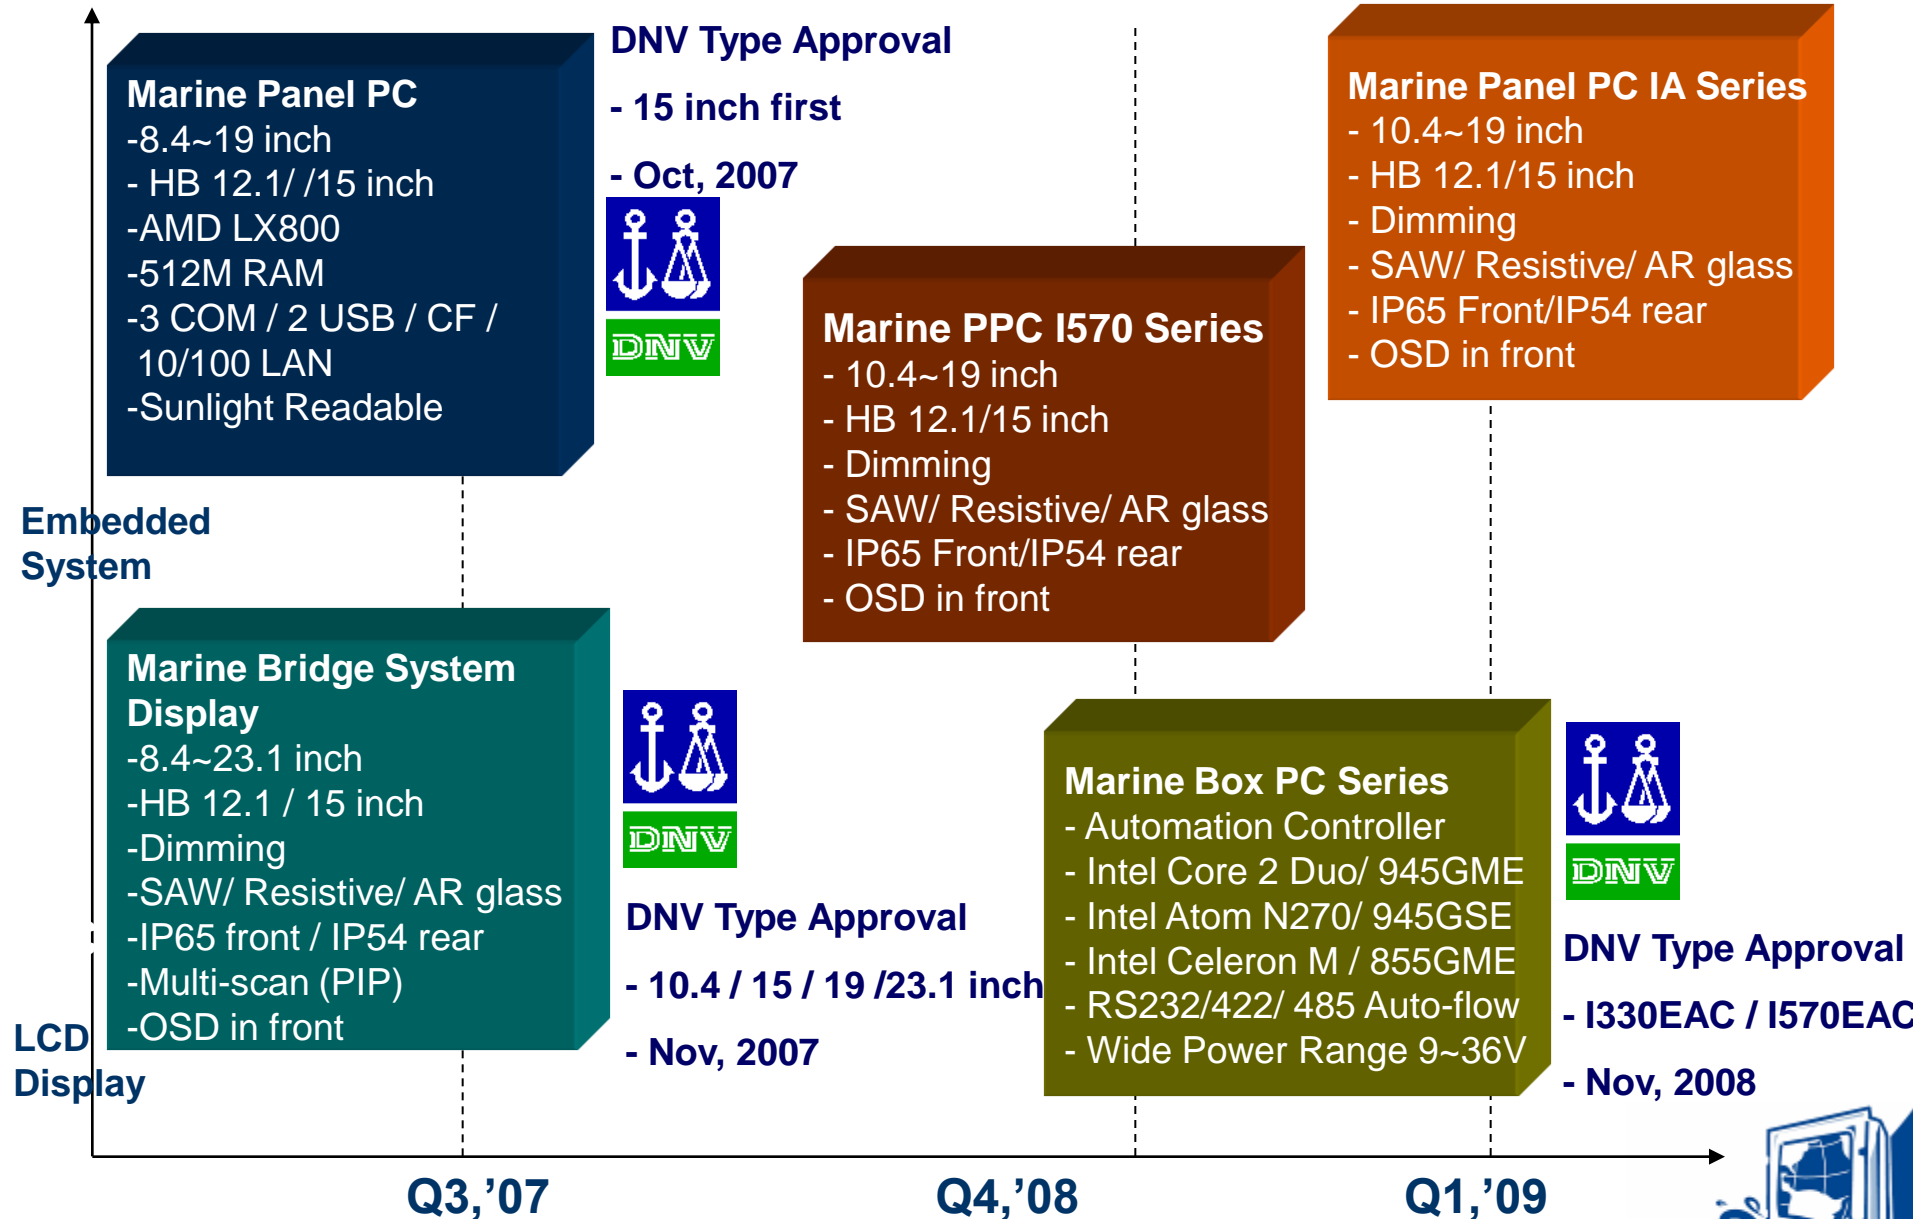 Marine Panel PC
-8.4~19 inch
- HB 12.1/ /15 inch
-AMD LX800
-512M RAM
-3 COM / 2 USB / CF /
10/100 LAN
-Sunlight Readable
DNV Type Approval
- 15 inch first
- Oct, 2007
DNV
Marine Panel PC IA Series
- 10.4~19 inch
- HB 12.1/15 inch
- Dimming
- SAW/ Resistive/ AR glass
- IP65 Front/IP54 rear
- OSD in front
Marine PPC I570 Series
- 10.4~19 inch
- HB 12.1/15 inch
- Dimming
- SAW/ Resistive/ AR glass
- IP65 Front/IP54 rear
- OSD in front
Embedded
System
Marine Bridge System
Display
-8.4~23.1 inch
-HB 12.1 / 15 inch
-Dimming
-SAW/ Resistive/ AR glass
-IP65 front / IP54 rear
-Multi-scan (PIP)
-OSD in front
DNV
DNV Type Approval
- 10.4 / 15 / 19 /23.1 inch
- Nov, 2007
Marine Box PC Series
- Automation Controller
- Intel Core 2 Duo/ 945GME
- Intel Atom N270/ 945GSE
- Intel Celeron M / 855GME
- RS232/422/ 485 Auto-flow
- Wide Power Range 9~36V
DNV
DNV Type Approval
- I330EAC / I570EAC
- Nov, 2008
LCD
Display
Q3,’07
Q4,’08
Q1,’09